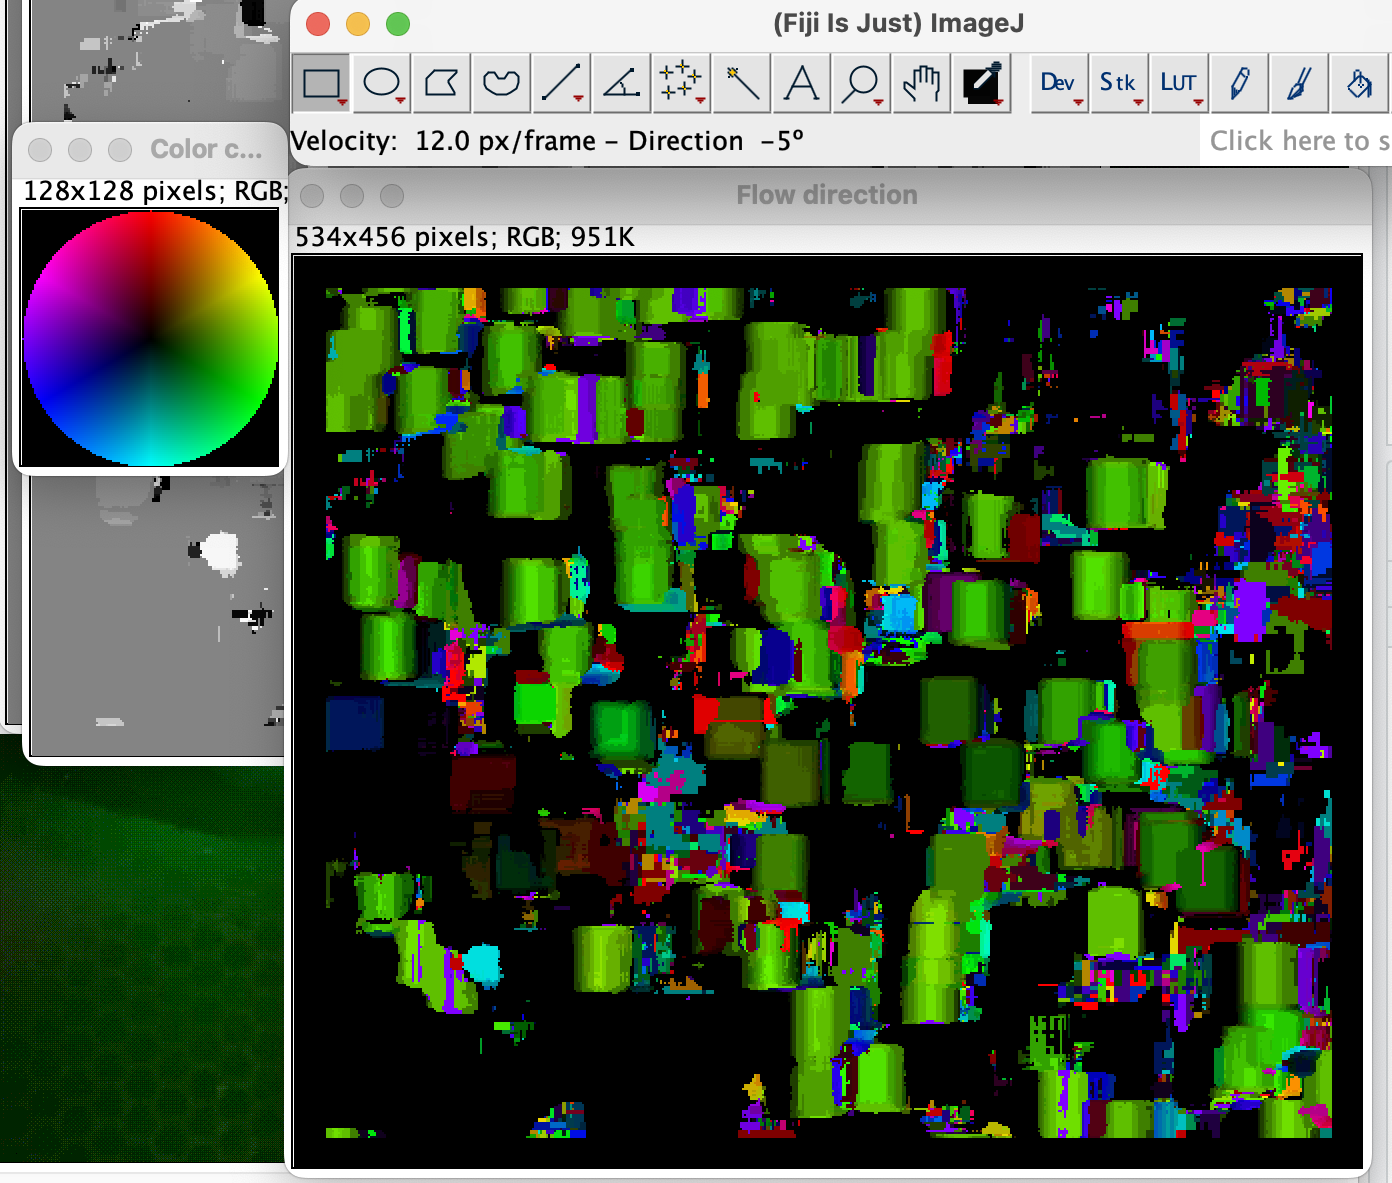 (Fiji Is Just) ImageJ
A Dev Stk LUT
Velocity: 12.0 px/frame – Direction –5º
Click here to s
Color c...
128x128 pixels; RGB;
Flow direction
534x456 pixels; RGB; 951K